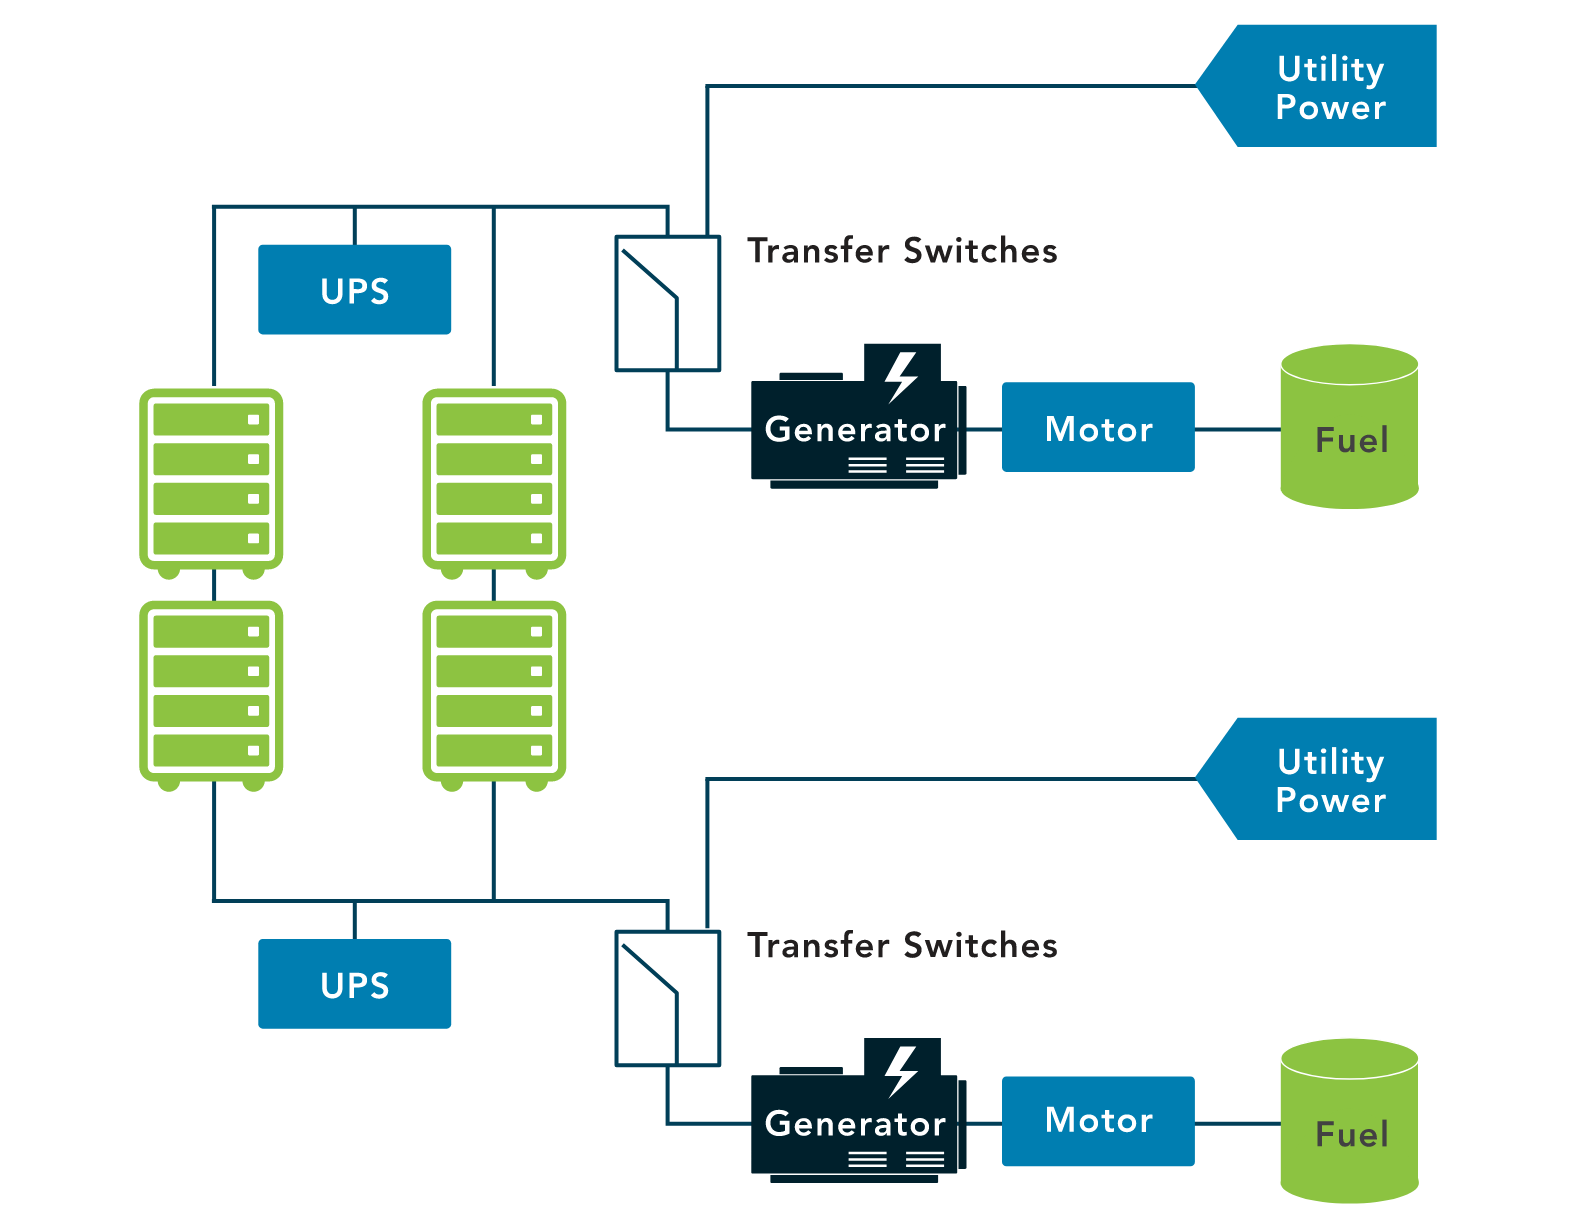 Utility
Power
Transfer Switches
UPS
Generator
Motor
Fuel
Utility
Power
Transfer Switches
UPS
Generator
Motor
Fuel